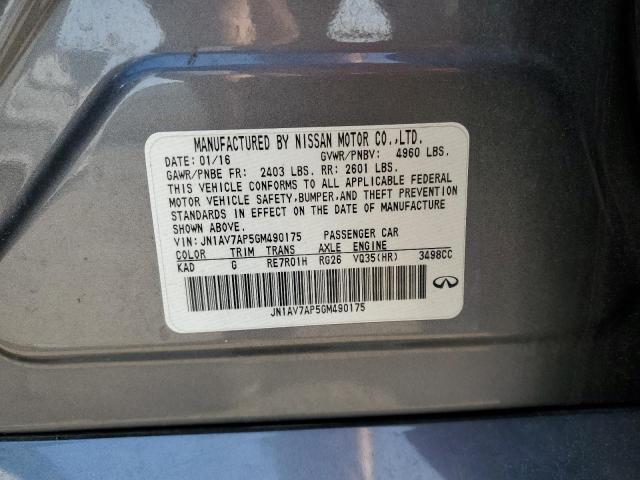 MANUFACTURED BY NISSAN MOTOR CO.,LTD.
DATE: 01/16 GVWR/PNBV: 4960 LBS.
GAWR/PNBE FR: 2403 LBS. RR: 2601 LBS.
THIS VEHICLE CONFORMS TO ALL APPLICABLE FEDERAL
MOTOR VEHICLE SAFETY,BUMPER,AND THEFT PREVENTION
STANDARDS IN EFFECT ON THE DATE OF MANUFACTURE
SHOWN ABOVE.
VIN: JN1AV7AP5GM490175 PASSENGER CAR
COLOR TRIM TRANS AXLE ENGINE
KAD G RE7R01H RG26 VQ35(HR) 3498CC
JN1AV7AP5GM490175